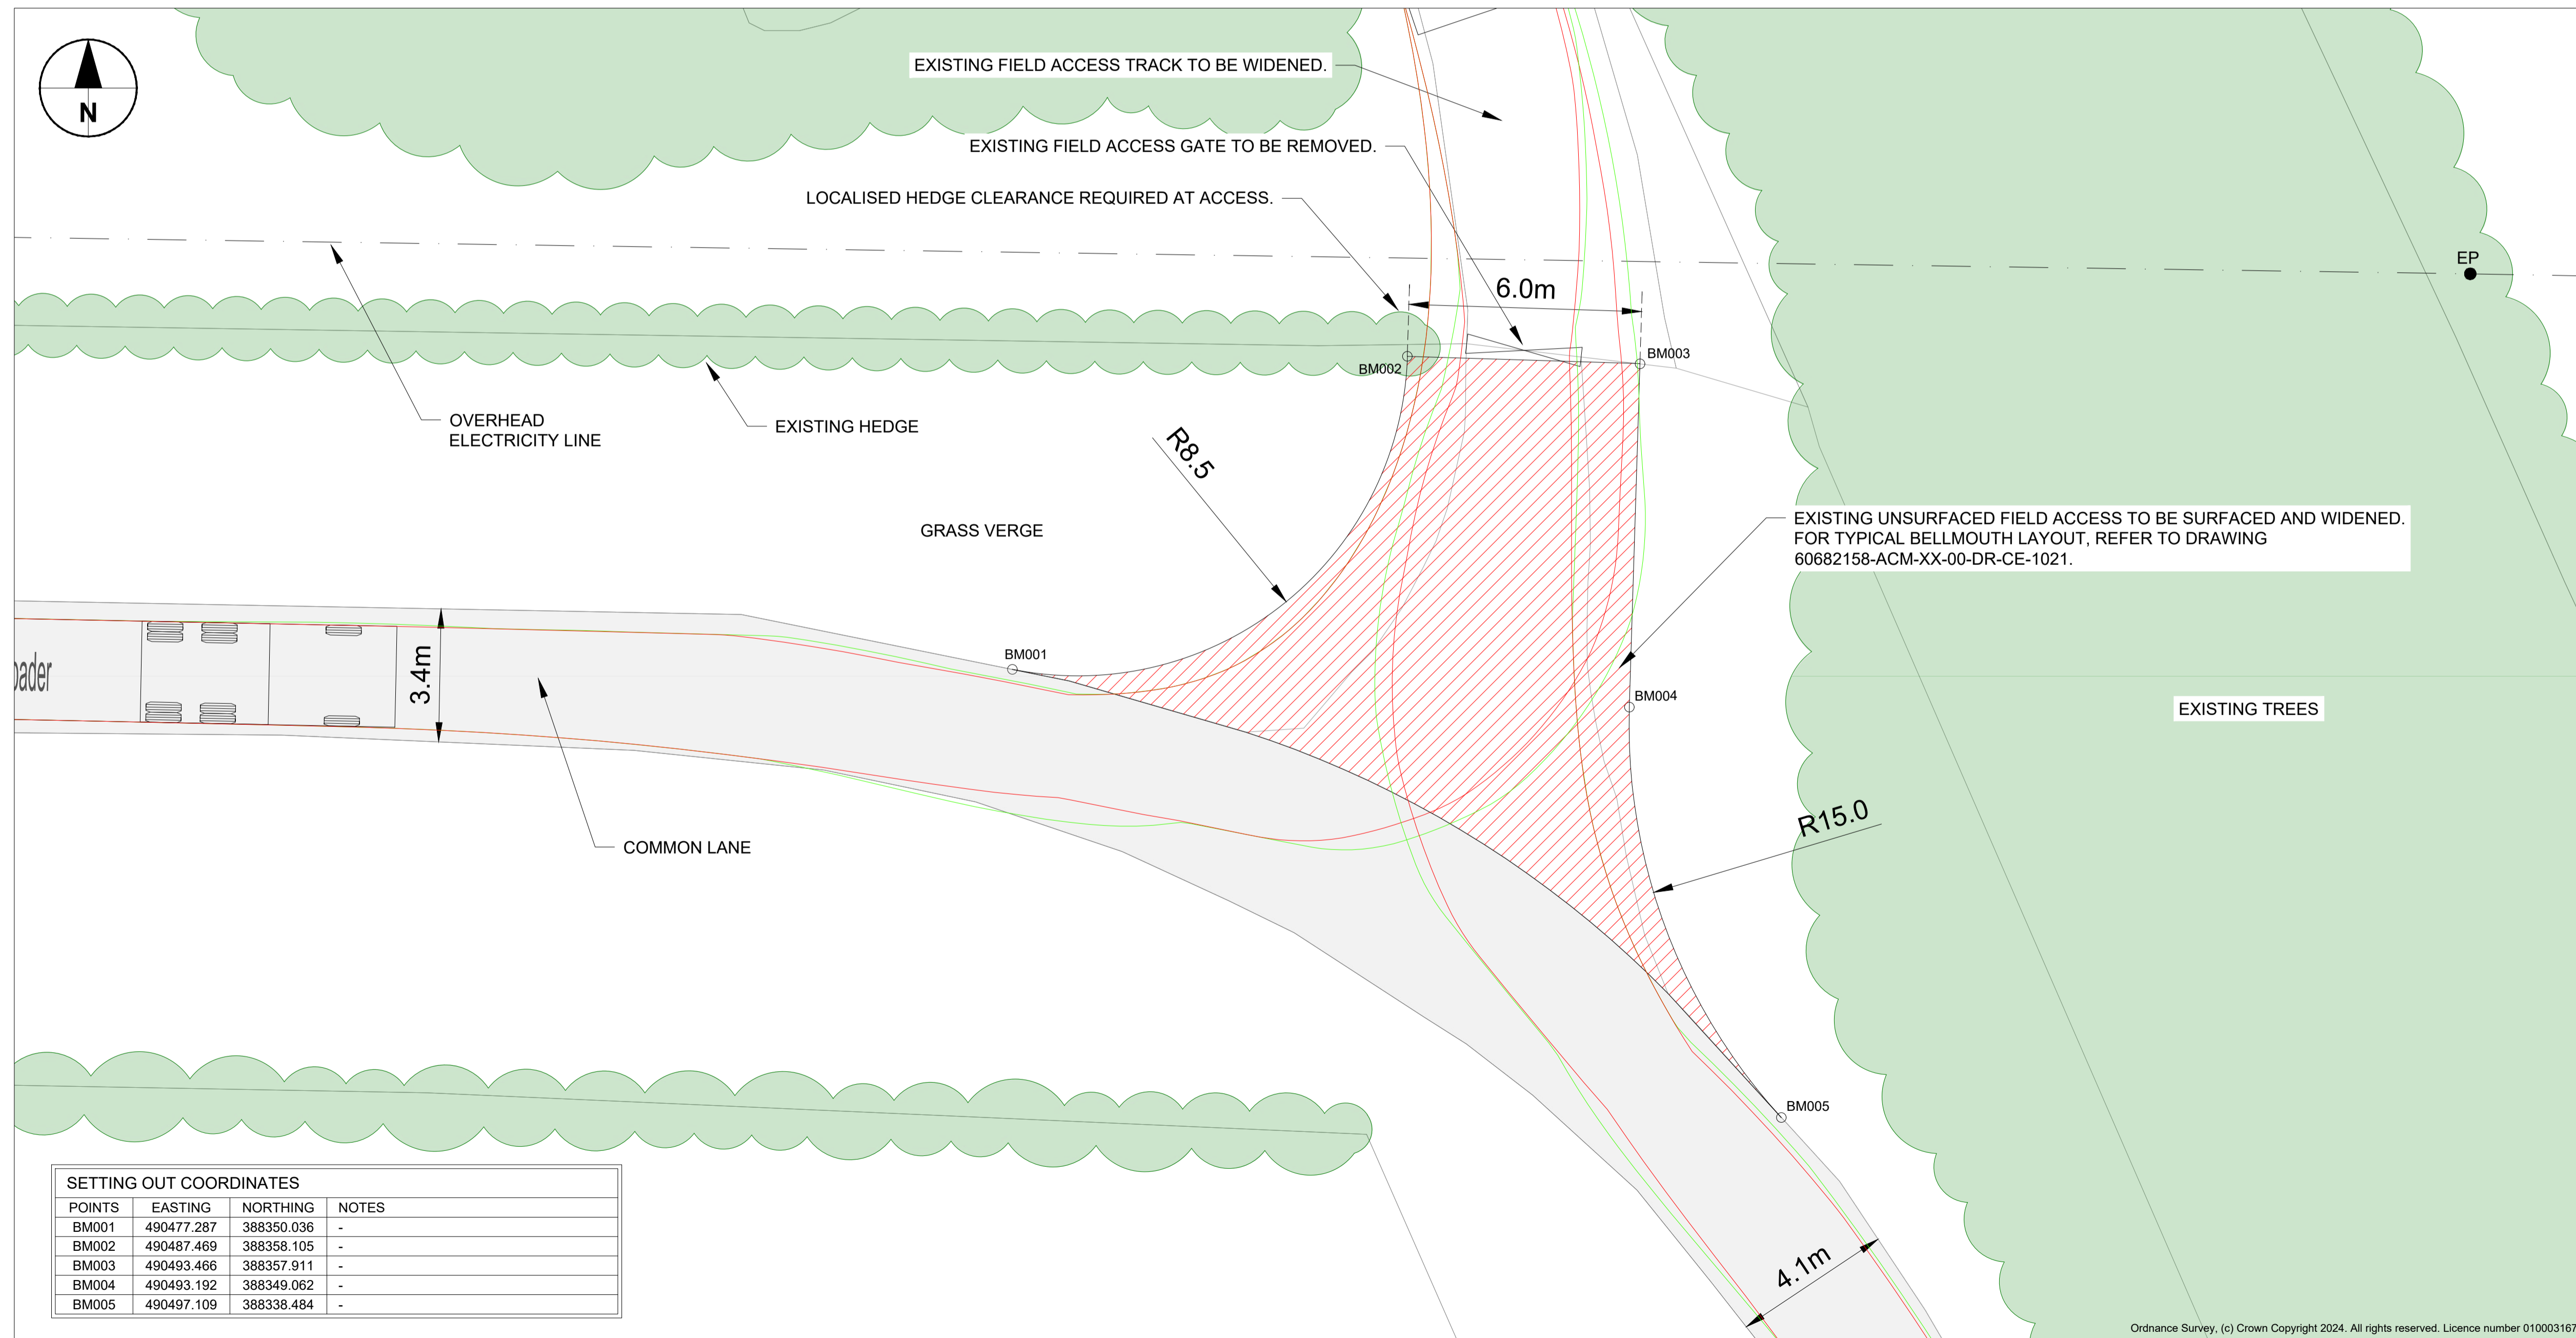 N
EXISTING FIELD ACCESS TRACK TO BE WIDENED.
EXISTING FIELD ACCESS GATE TO BE REMOVED.
LOCALISED HEDGE CLEARANCE REQUIRED AT ACCESS.
EP
6.0m
BM003
BM002
OVERHEAD
ELECTRICITY LINE
EXISTING HEDGE
R8.5
GRASS VERGE
EXISTING UNSURFACED FIELD ACCESS TO BE SURFACED AND WIDENED.
FOR TYPICAL BELLMOUTH LAYOUT, REFER TO DRAWING
60682158-ACM-XX-00-DR-CE-1021.
BM001
3.4m
BM004
EXISTING TREES
R15.0
COMMON LANE
BM005
SETTING OUT COORDINATES
POINTS EASTING NORTHING NOTES
BM001 490477.287 388350.036 -
BM002 490487.469 388358.105 -
BM003 490493.466 388357.911 -
BM004 490493.192 388349.062 -
BM005 490497.109 388338.484 -
4.1m
Ordnance Survey, (c) Crown Copyright 2024. All rights reserved. Licence number 010003167